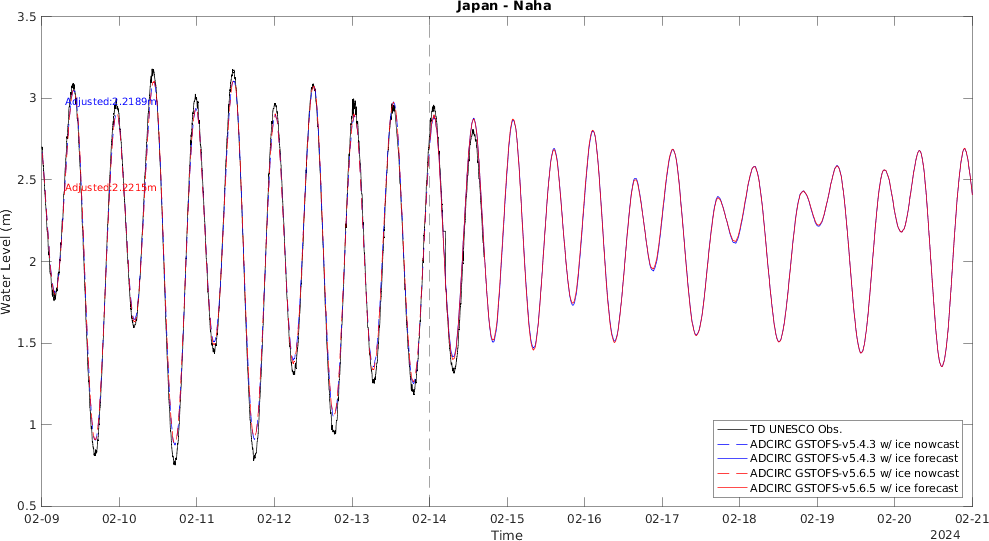 Japan - Naha
3.5
3
2.5
2
1.5
1
0.5
Water Level (m)
Adjusted:2.2189m
Adjusted:2.2215m
TD UNESCO Obs.
ADCIRC GSTOFS-v5.4.3 w/ ice nowcast
ADCIRC GSTOFS-v5.4.3 w/ ice forecast
ADCIRC GSTOFS-v5.6.5 w/ ice nowcast
ADCIRC GSTOFS-v5.6.5 w/ ice forecast
02-09 02-10 02-11 02-12 02-13 02-14 02-15 02-16 02-17 02-18 02-19 02-20 02-21
Time
2024